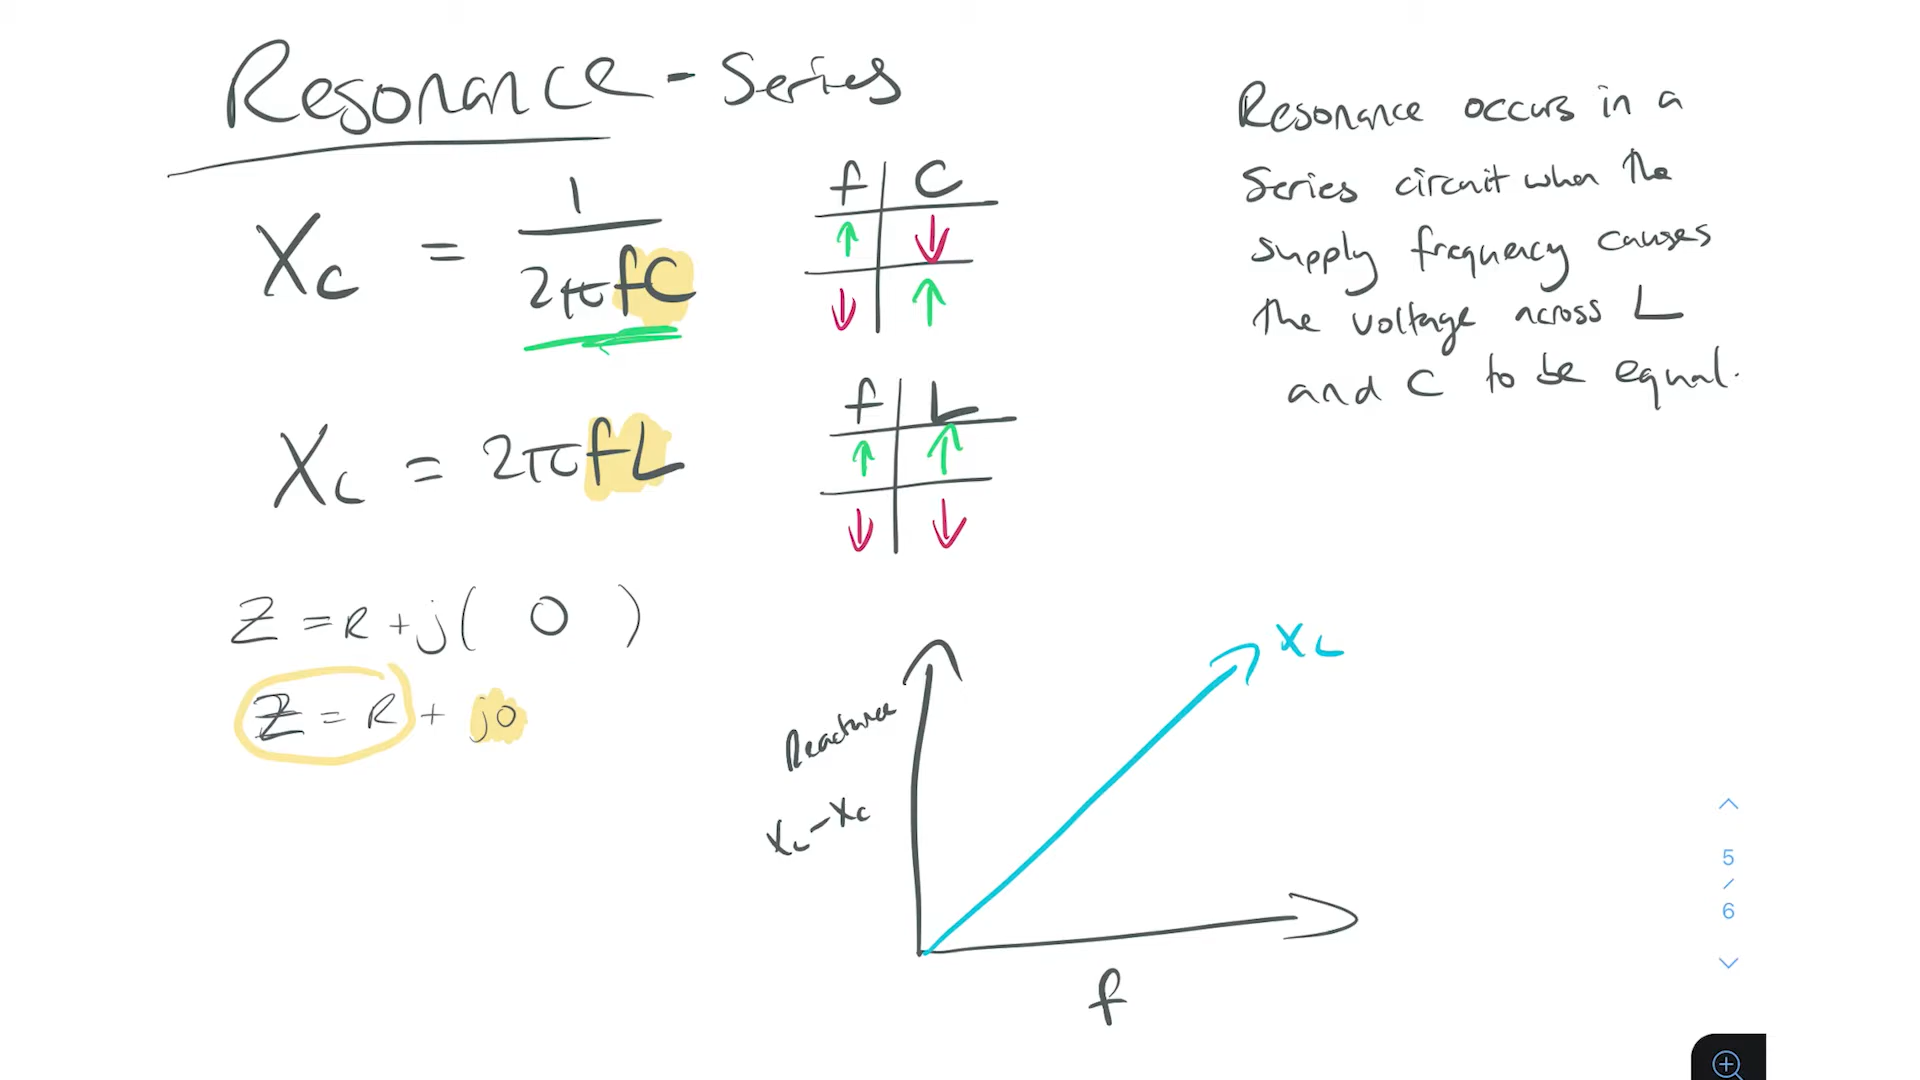 Resonance - Series
Resonance occurs in a
Series circuit when the
supply frequency causes
the voltage across L
and C to be equal.
Xc = 1/2πfC
f | C
↑ | ↓
↓ | ↑
XL = 2πfL
f | L
↑ | ↑
↓ | ↓
Z = R + j( 0 )
Z = R + j0
XL
Reactance
XL - Xc
f
5
/
6